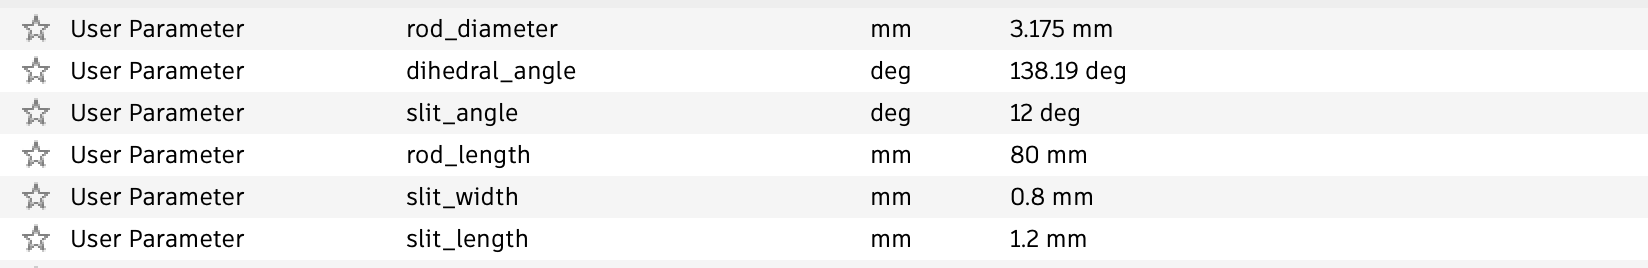 User Parameter rod_diameter mm 3.175 mm
User Parameter dihedral_angle deg 138.19 deg
User Parameter slit_angle deg 12 deg
User Parameter rod_length mm 80 mm
User Parameter slit_width mm 0.8 mm
User Parameter slit_length mm 1.2 mm